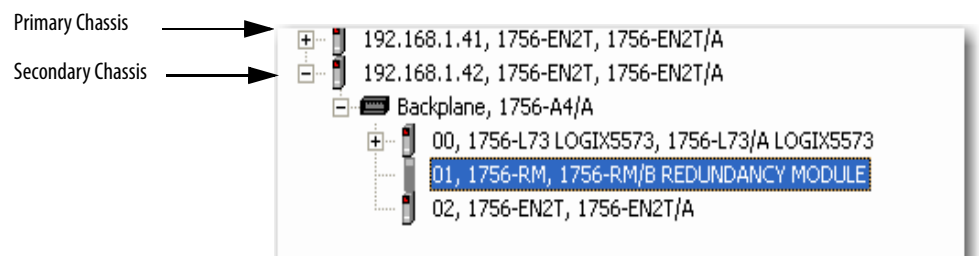 Primary Chassis
192.168.1.41, 1756-EN2T, 1756-EN2T/A
Secondary Chassis
192.168.1.42, 1756-EN2T, 1756-EN2T/A
Backplane, 1756-A4/A
00, 1756-L73 LOGIX5573, 1756-L73/A LOGIX5573
01, 1756-RM, 1756-RM/B REDUNDANCY MODULE
02, 1756-EN2T, 1756-EN2T/A